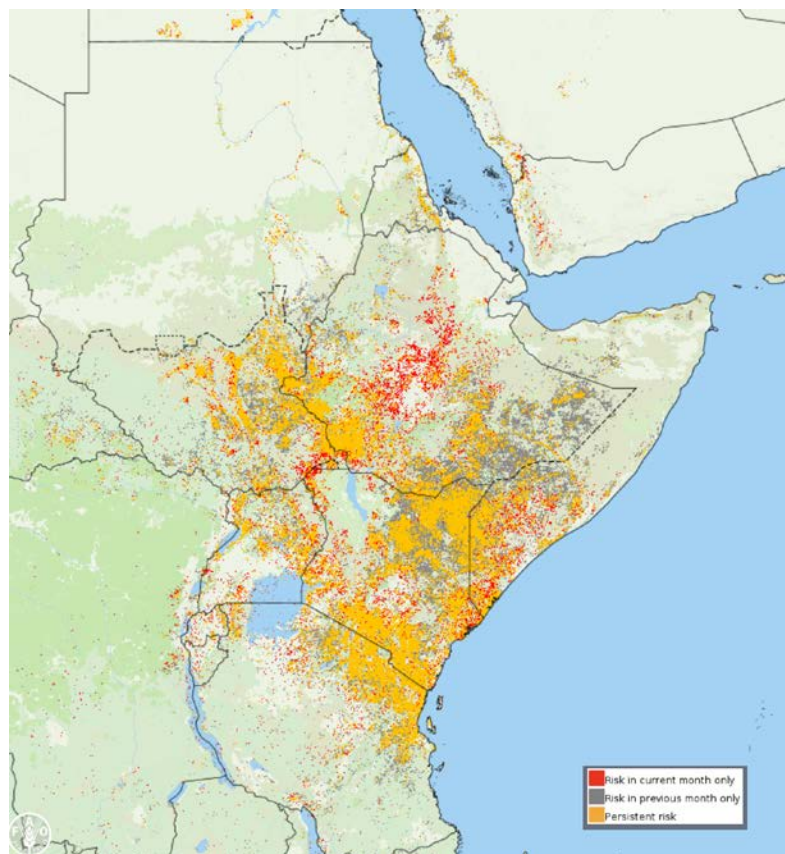 Risk in current month only
Risk in previous month only
Persistent risk
F A O